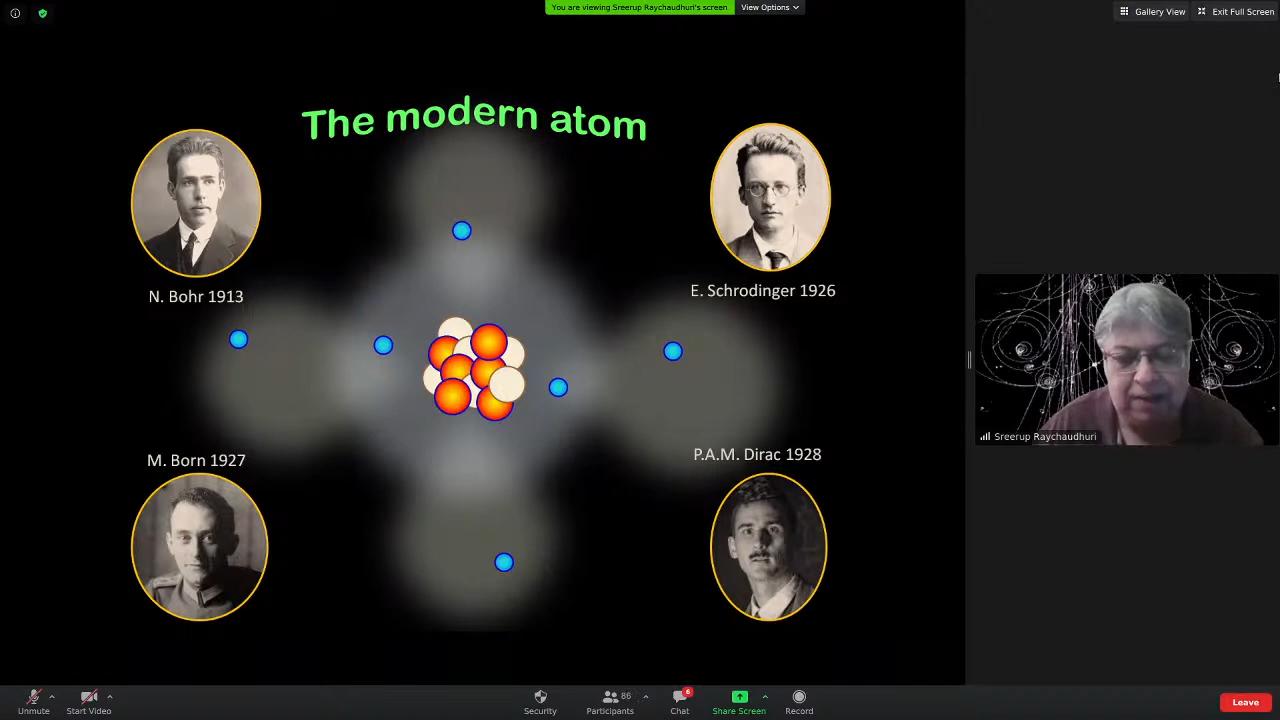 You are viewing Sreerup Raychaudhuri's screen
View Options
Gallery View
Exit Full Screen
The modern atom
N. Bohr 1913
E. Schrodinger 1926
M. Born 1927
P.A.M. Dirac 1928
Sreerup Raychaudhuri
Unmute
Start Video
Security
Participants
86
Chat
6
Share Screen
Record
Leave